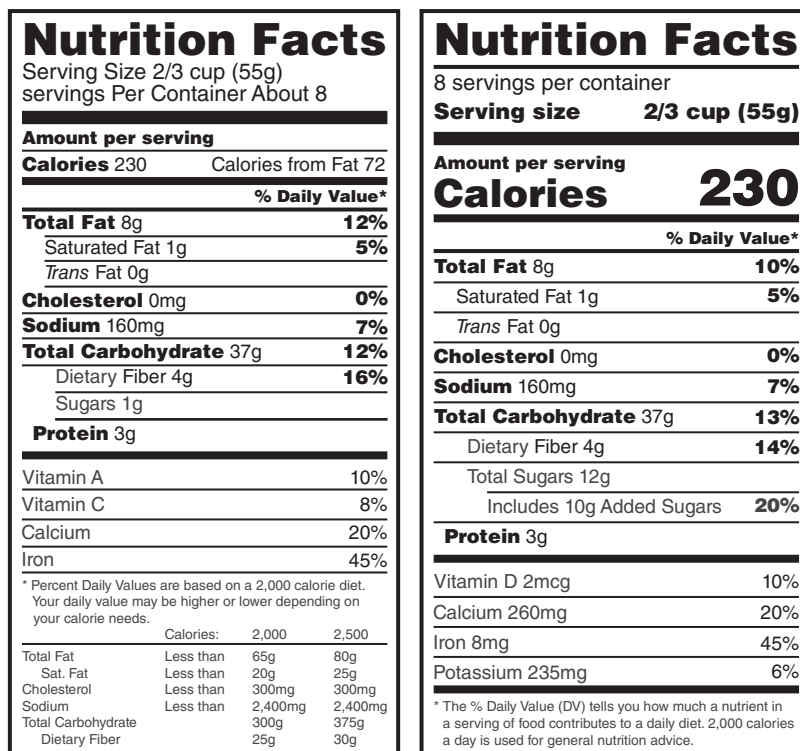 Nutrition Facts
Serving Size 2/3 cup (55g)
servings Per Container About 8
Amount per serving
Calories 230 Calories from Fat 72
% Daily Value*
Total Fat 8g 12%
Saturated Fat 1g 5%
Trans Fat 0g
Cholesterol 0mg 0%
Sodium 160mg 7%
Total Carbohydrate 37g 12%
Dietary Fiber 4g 16%
Sugars 1g
Protein 3g
Vitamin A 10%
Vitamin C 8%
Calcium 20%
Iron 45%
* Percent Daily Values are based on a 2,000 calorie diet.
Your daily value may be higher or lower depending on
your calorie needs.
Calories: 2,000 2,500
Total Fat Less than 65g 80g
Sat. Fat Less than 20g 25g
Cholesterol Less than 300mg 300mg
Sodium Less than 2,400mg 2,400mg
Total Carbohydrate 300g 375g
Dietary Fiber 25g 30g
Nutrition Facts
8 servings per container
Serving size 2/3 cup (55g)
Amount per serving
Calories 230
% Daily Value*
Total Fat 8g 10%
Saturated Fat 1g 5%
Trans Fat 0g
Cholesterol 0mg 0%
Sodium 160mg 7%
Total Carbohydrate 37g 13%
Dietary Fiber 4g 14%
Total Sugars 12g
Includes 10g Added Sugars 20%
Protein 3g
Vitamin D 2mcg 10%
Calcium 260mg 20%
Iron 8mg 45%
Potassium 235mg 6%
* The % Daily Value (DV) tells you how much a nutrient in
a serving of food contributes to a daily diet. 2,000 calories
a day is used for general nutrition advice.